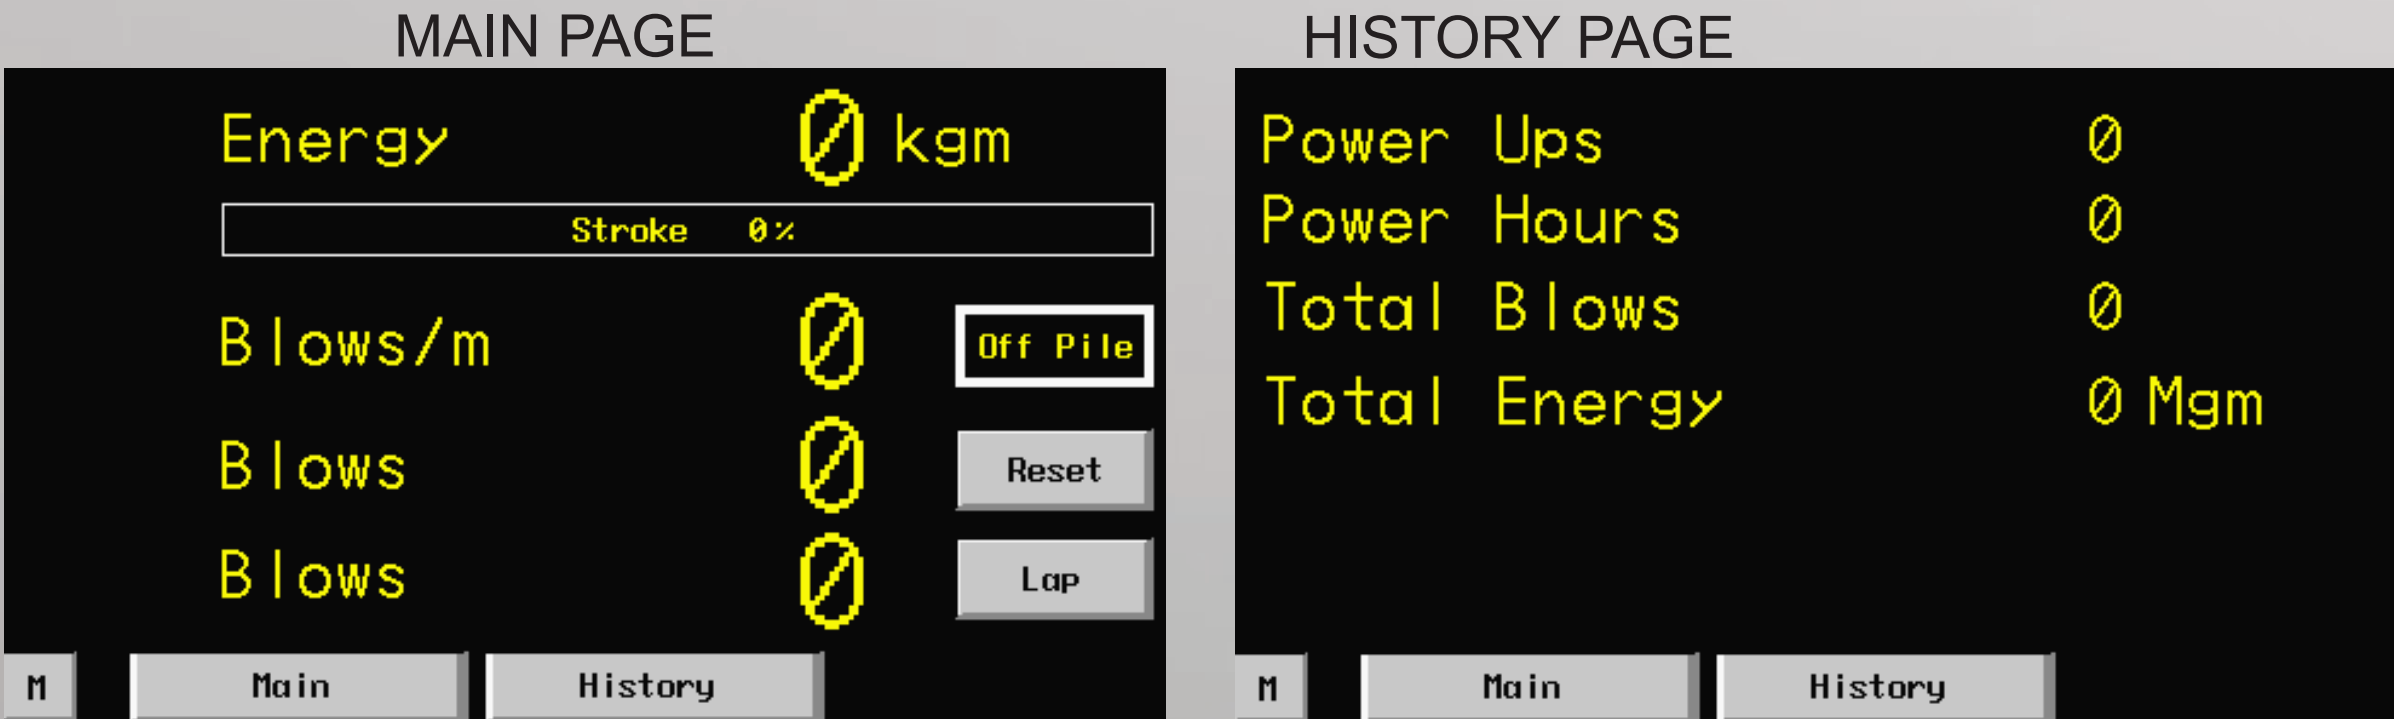 MAIN PAGE
Energy 0 kgm
Stroke 0%
Blows/m 0 Off Pile
Blows 0 Reset
Blows 0 Lap
M Main History
HISTORY PAGE
Power Ups 0
Power Hours 0
Total Blows 0
Total Energy 0 Mgm
M Main History